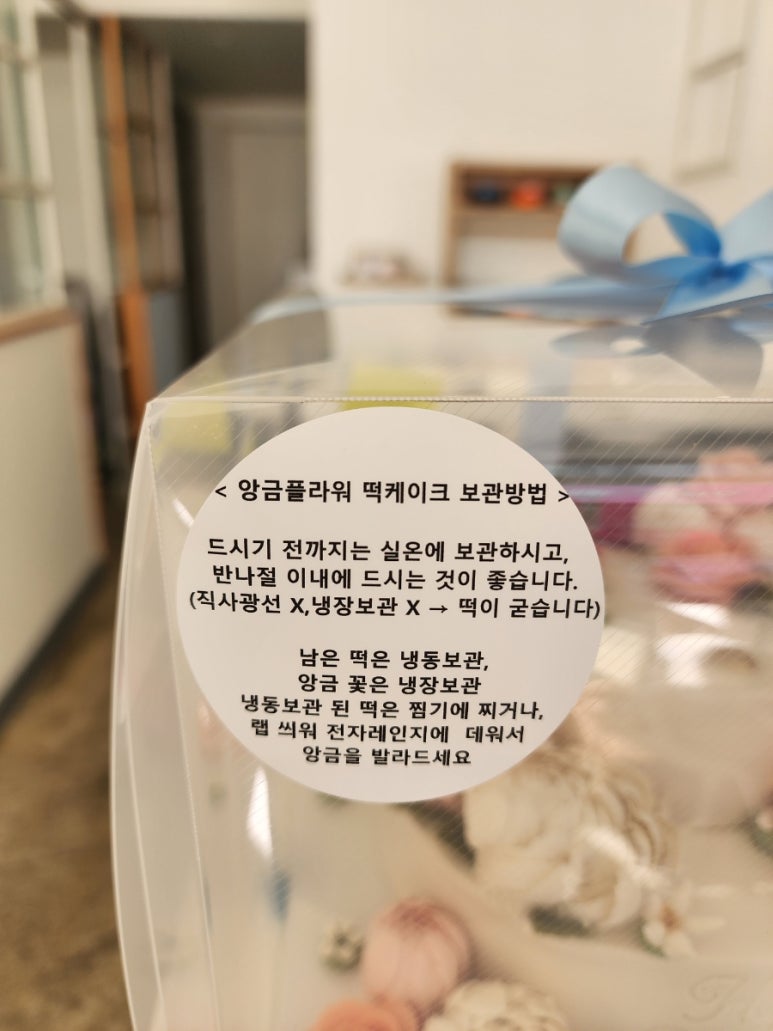 < 앙금플라워 떡케이크 보관방법 >
드시기 전까지는 실온에 보관하시고,
반나절 이내에 드시는 것이 좋습니다.
(직사광선 X,냉장보관 X → 떡이 굳습니다)
남은 떡은 냉동보관,
앙금 꽃은 냉장보관
냉동보관 된 떡은 찜기에 찌거나,
랩 씌워 전자레인지에 데워서
앙금을 발라드세요